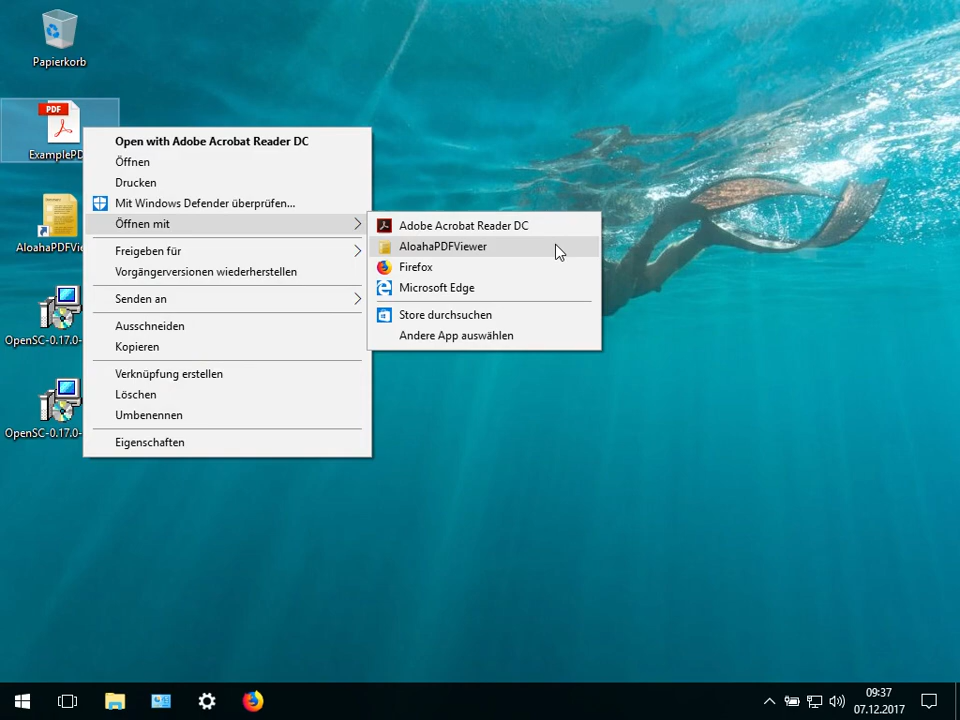 Papierkorb
PDF
ExamplePD
AloahaPDFVie
OpenSC-0.17.0-
OpenSC-0.17.0-
Open with Adobe Acrobat Reader DC
Öffnen
Drucken
Mit Windows Defender überprüfen...
Öffnen mit
Freigeben für
Vorgängerversionen wiederherstellen
Senden an
Ausschneiden
Kopieren
Verknüpfung erstellen
Löschen
Umbenennen
Eigenschaften
Adobe Acrobat Reader DC
AloahaPDFViewer
Firefox
Microsoft Edge
Store durchsuchen
Andere App auswählen
09:37
07.12.2017